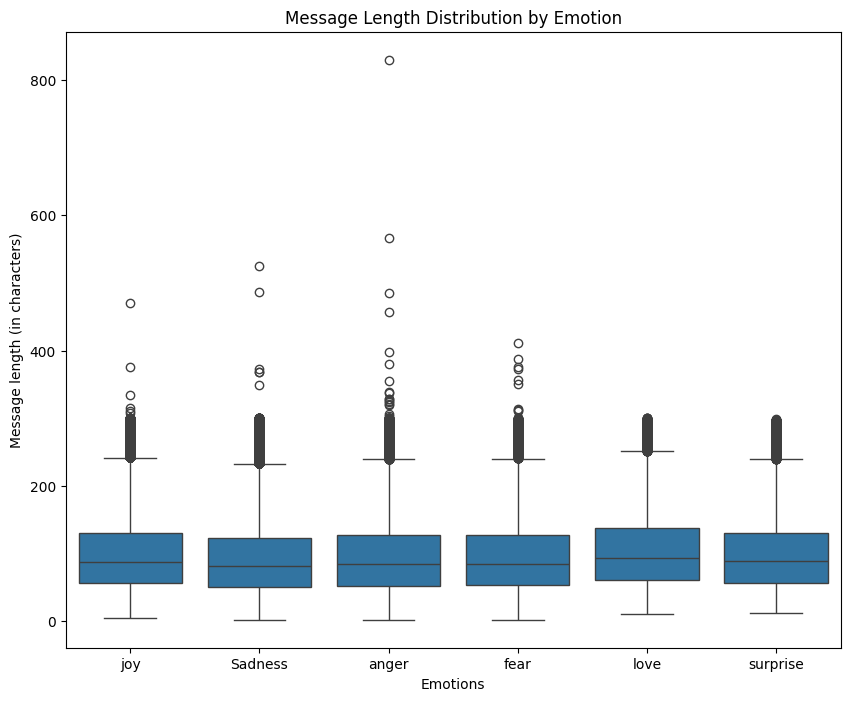 Message Length Distribution by Emotion
800
600
400
200
0
Message length (in characters)
joy
Sadness
anger
fear
love
surprise
Emotions